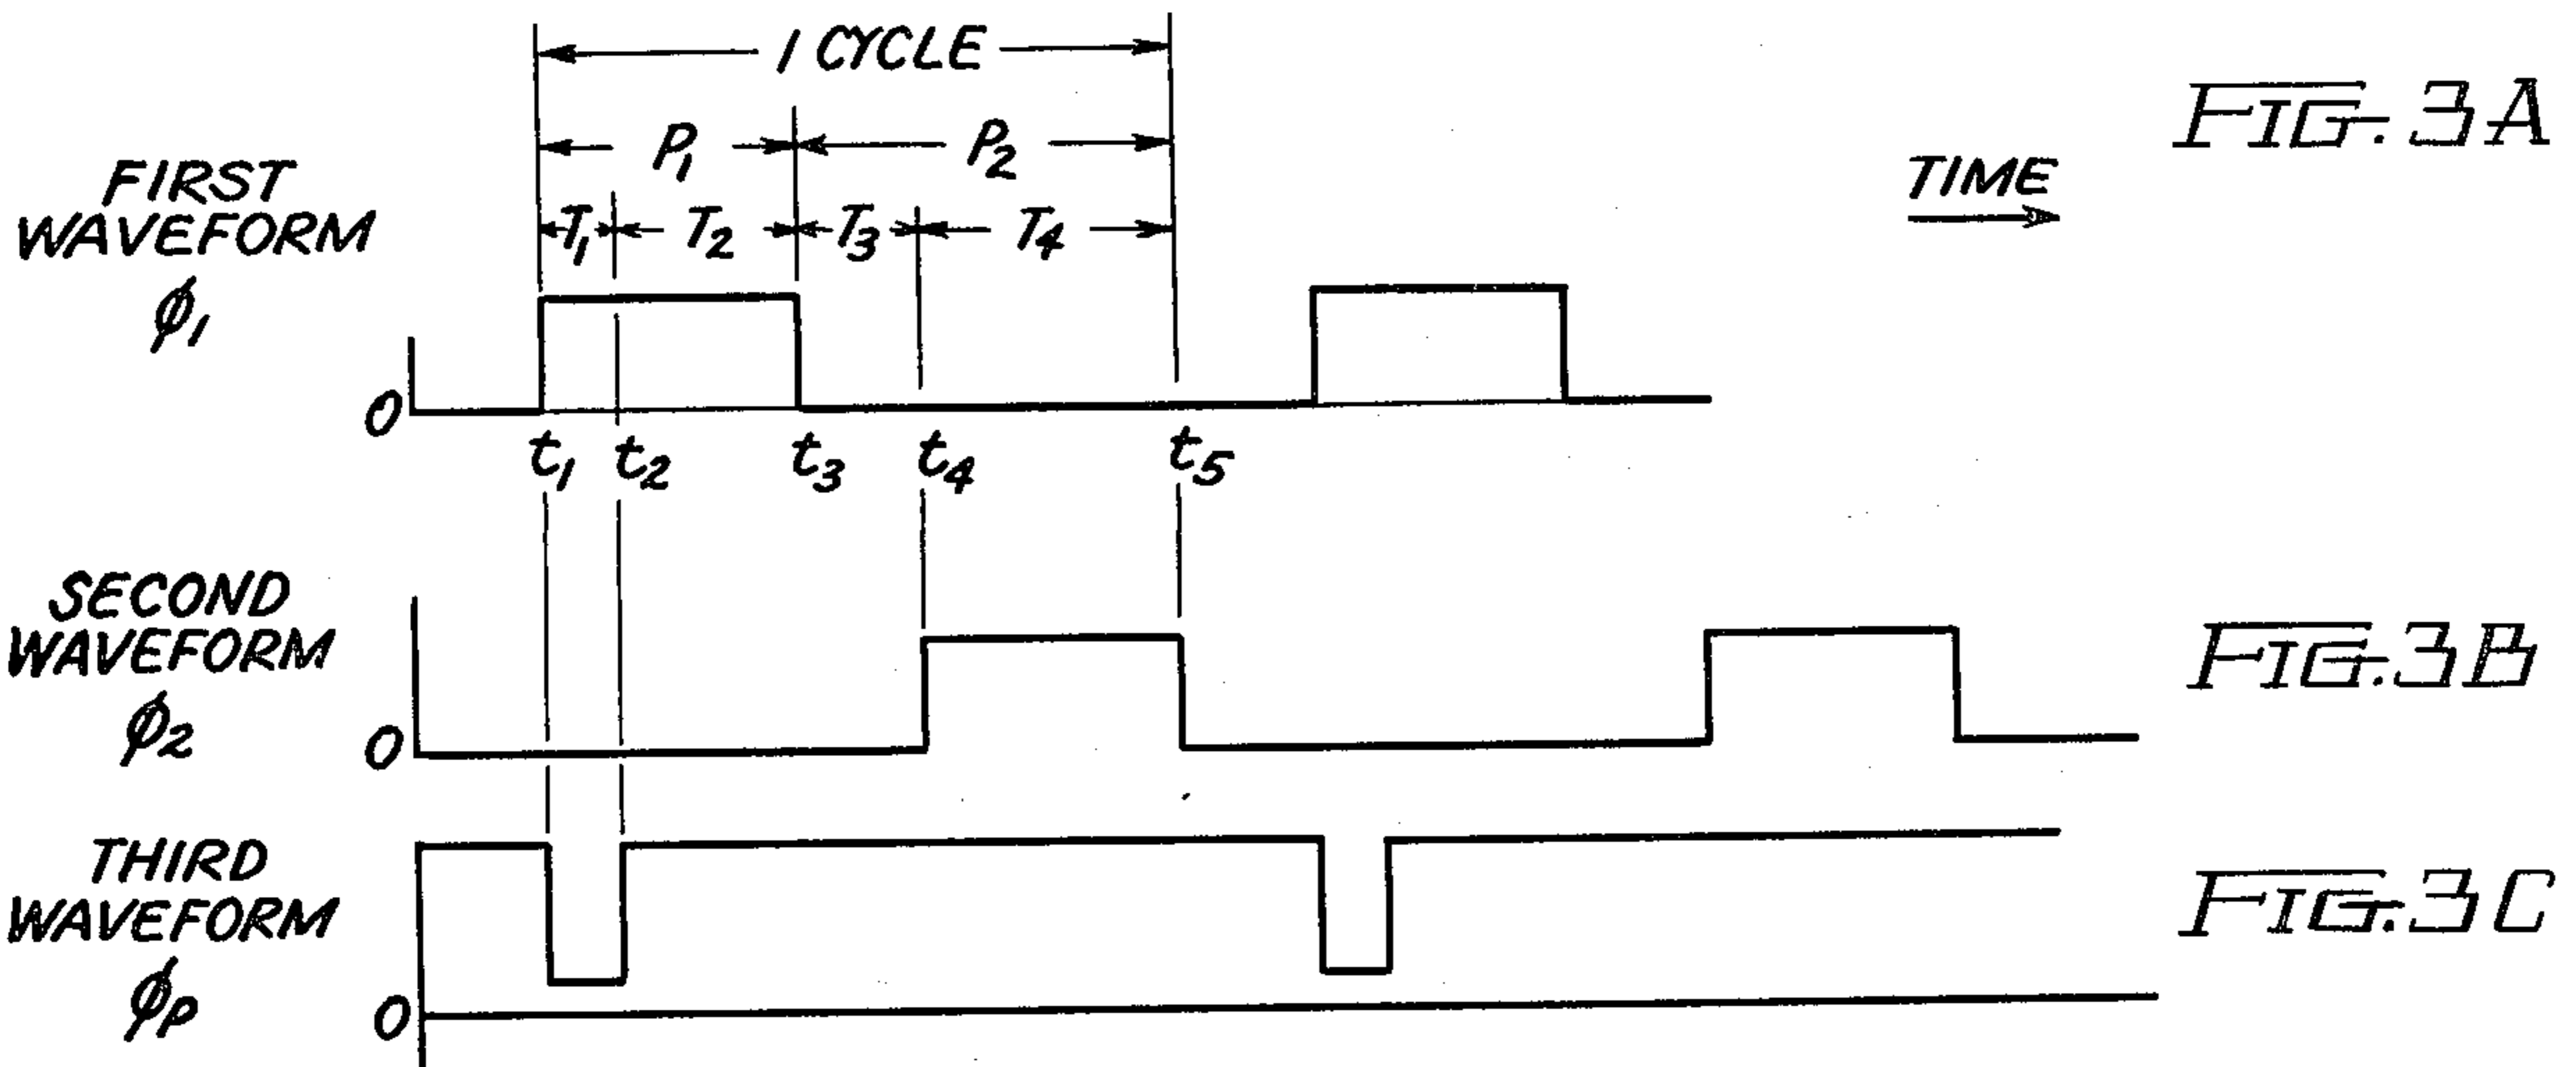 1 CYCLE
FIG. 3A
P1 P2
TIME
FIRST
WAVEFORM
ϕ1
T1 T2 T3 T4
0
t1 t2 t3 t4 t5
SECOND
WAVEFORM
ϕ2
0
FIG. 3B
THIRD
WAVEFORM
ϕP
0
FIG. 3C